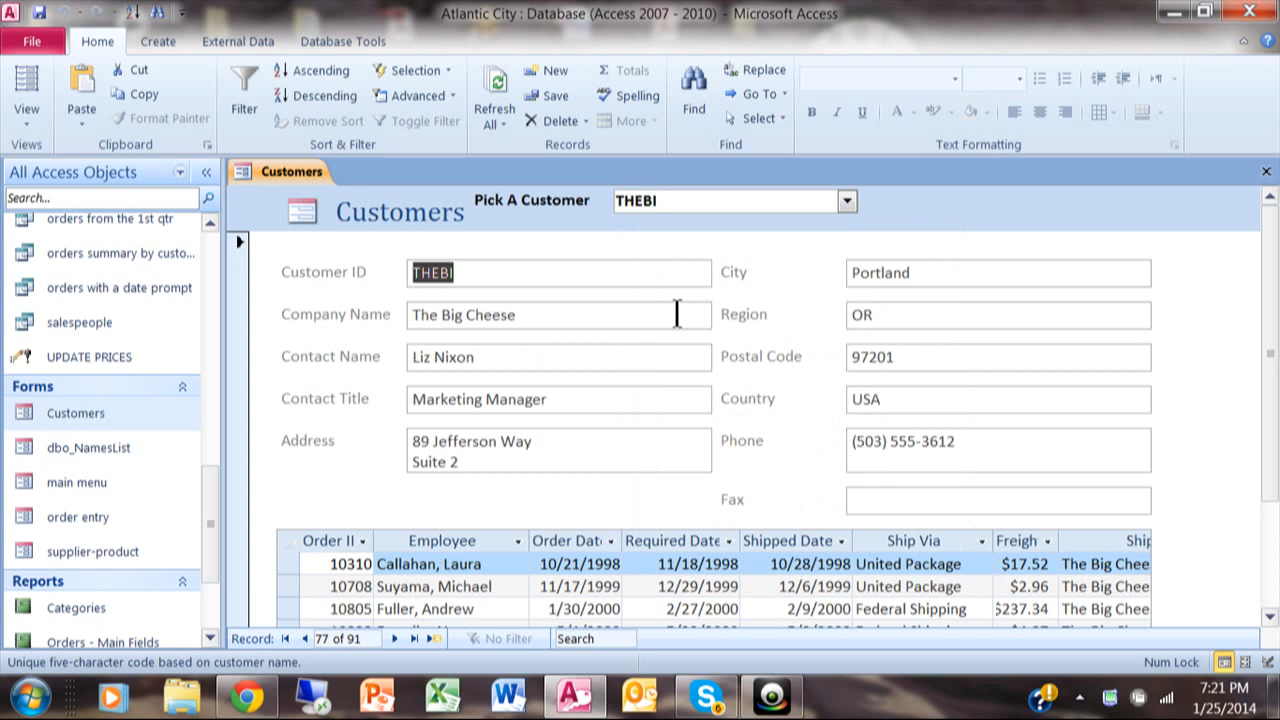 Atlantic City : Database (Access 2007 - 2010) - Microsoft Access
File Home Create External Data Database Tools
View
Views
Paste
Cut
Copy
Format Painter
Clipboard
Filter
Ascending
Descending
Remove Sort
Selection
Advanced
Toggle Filter
Sort & Filter
Refresh
All
New
Save
Delete
Totals
Spelling
More
Records
Find
Replace
Go To
Select
Find
B I U A ab
Text Formatting
All Access Objects
Search...
orders from the 1st qtr
orders summary by custo...
orders with a date prompt
salespeople
UPDATE PRICES
Forms
Customers
dbo_NamesList
main menu
order entry
supplier-product
Reports
Categories
Orders - Main Fields
Customers
Customers Pick A Customer THEBI
Customer ID THEBI City Portland
Company Name The Big Cheese Region OR
Contact Name Liz Nixon Postal Code 97201
Contact Title Marketing Manager Country USA
Address 89 Jefferson Way Phone (503) 555-3612
Suite 2
Fax
Order II Employee Order Dat Required Date Shipped Date Ship Via Freigh Ship
10310 Callahan, Laura 10/21/1998 11/18/1998 10/28/1998 United Package $17.52 The Big Chee
10708 Suyama, Michael 11/17/1999 12/29/1999 12/6/1999 United Package $2.96 The Big Chee
10805 Fuller, Andrew 1/30/2000 2/27/2000 2/9/2000 Federal Shipping $237.34 The Big Chee
Record: 77 of 91 No Filter Search
Unique five-character code based on customer name. Num Lock
6
7:21 PM
1/25/2014